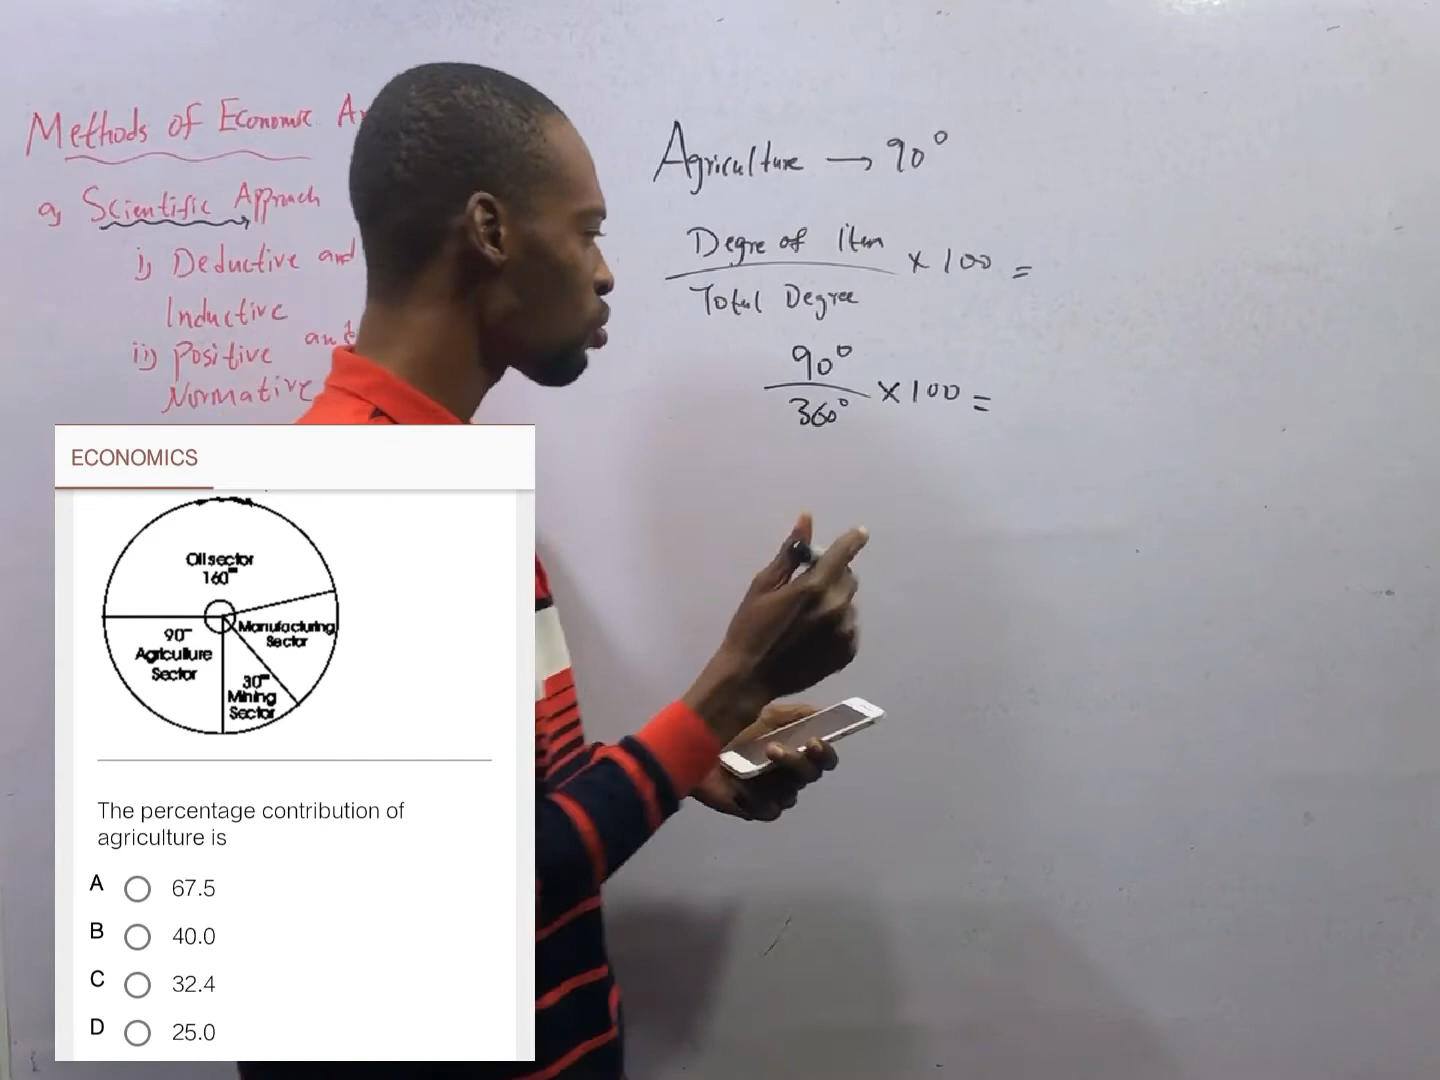 Methods of Economic
a) Scientific Approach
i) Deductive and
Inductive
and
ii) Positive
Normative
Agriculture → 90°
Degre of Item
Total Degree
× 100 =
90°
360°
× 100 =
ECONOMICS
Oil sector
160°
Manufacturing
Sector
90°
Agriculture
Sector
30°
Mining
Sector
The percentage contribution of
agriculture is
A 67.5
B 40.0
C 32.4
D 25.0